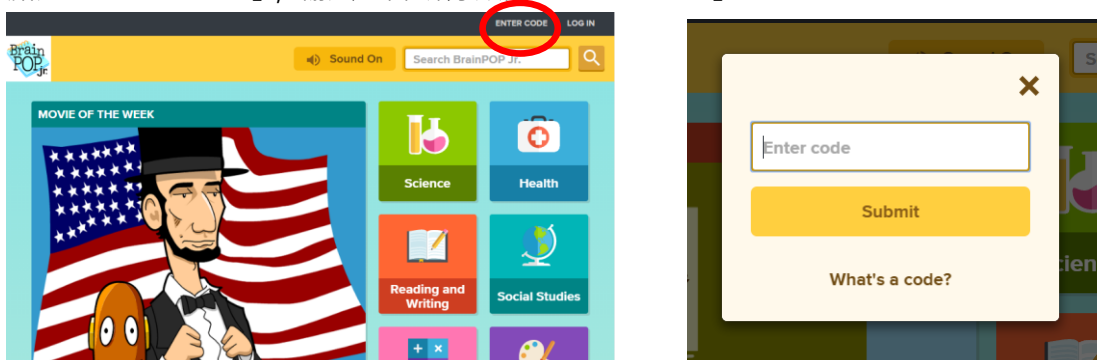 ENTER CODE LOG IN
Brain
POP
jr.
Sound On
Search BrainPOP Jr.
MOVIE OF THE WEEK
Science
Health
Reading and
Writing
Social Studies
Enter code
Submit
What's a code?